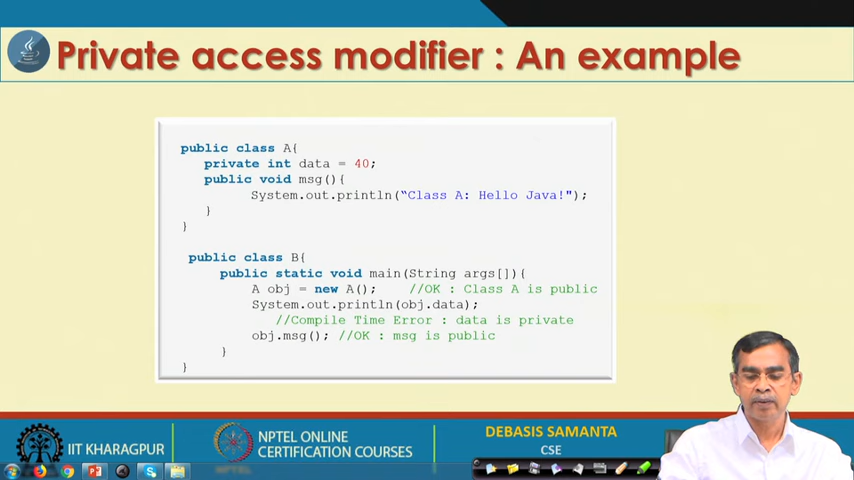 Private access modifier : An example
public class A{
private int data = 40;
public void msg(){
System.out.println(“Class A: Hello Java!");
}
}
public class B{
public static void main(String args[]){
A obj = new A(); //OK : Class A is public
System.out.println(obj.data);
//Compile Time Error : data is private
obj.msg(); //OK : msg is public
}
}
IIT KHARAGPUR
NPTEL ONLINE
CERTIFICATION COURSES
NPTEL
DEBASIS SAMANTA
CSE